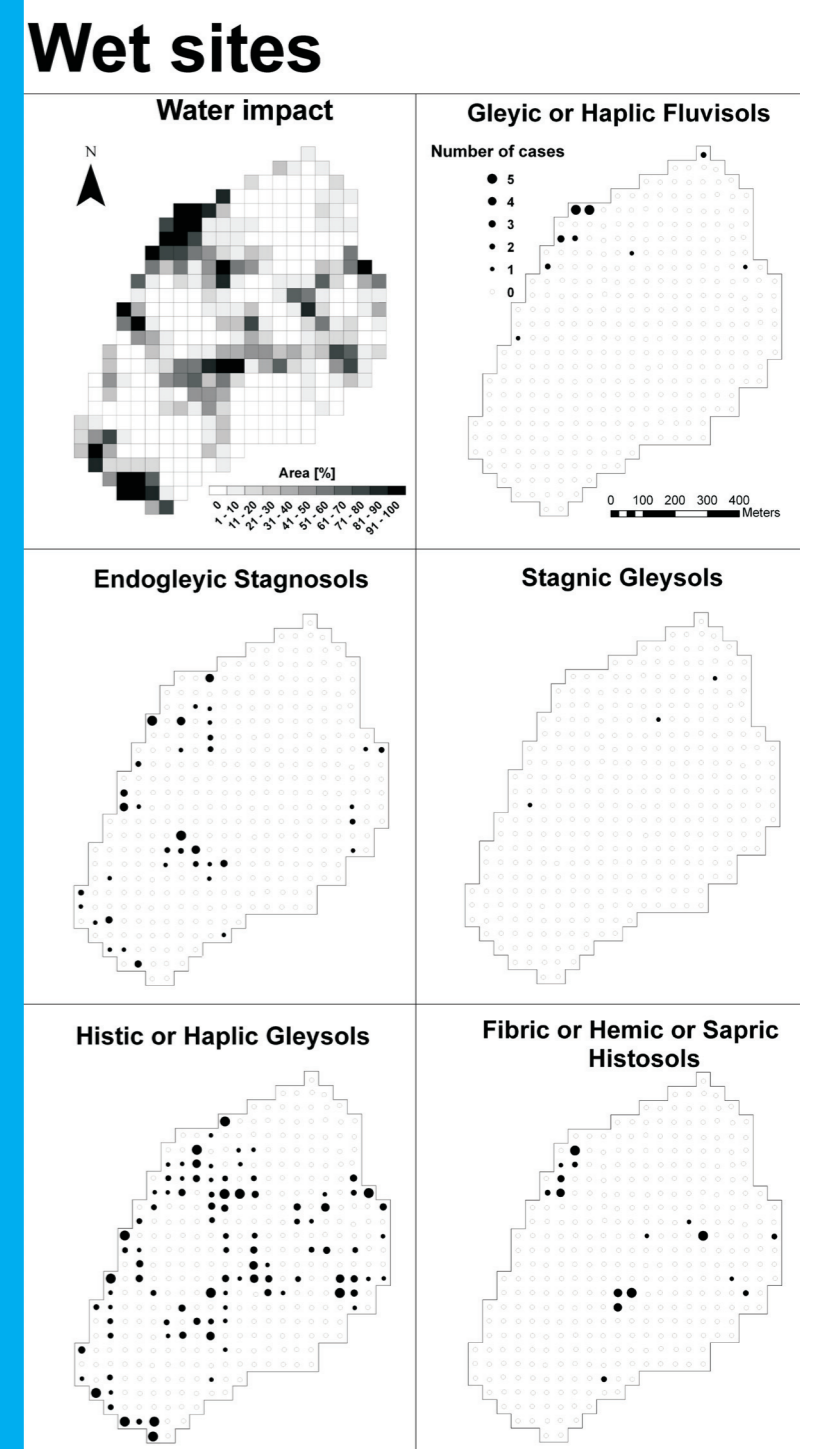 Wet sites
Water impact
N
Area [%]
0
1 - 10
11 - 20
21 - 30
31 - 40
41 - 50
51 - 60
61 - 70
71 - 80
81 - 90
91 - 100
Gleyic or Haplic Fluvisols
Number of cases
5
4
3
2
1
0
0 100 200 300 400
Meters
Endogleyic Stagnosols
Stagnic Gleysols
Histic or Haplic Gleysols
Fibric or Hemic or Sapric
Histosols